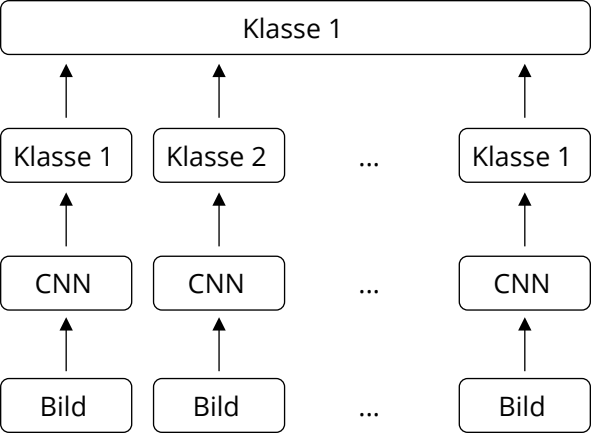 Klasse 1
Klasse 1 Klasse 2 ... Klasse 1
CNN CNN ... CNN
Bild Bild ... Bild